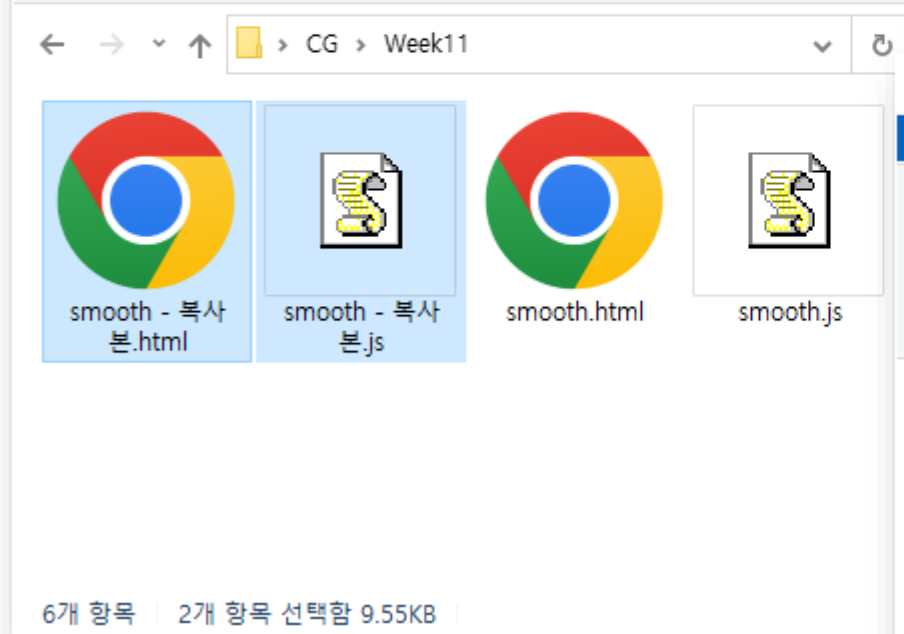 CG > Week11
smooth - 복사
본.html
smooth - 복사
본.js
smooth.html
smooth.js
6개 항목
2개 항목 선택함 9.55KB